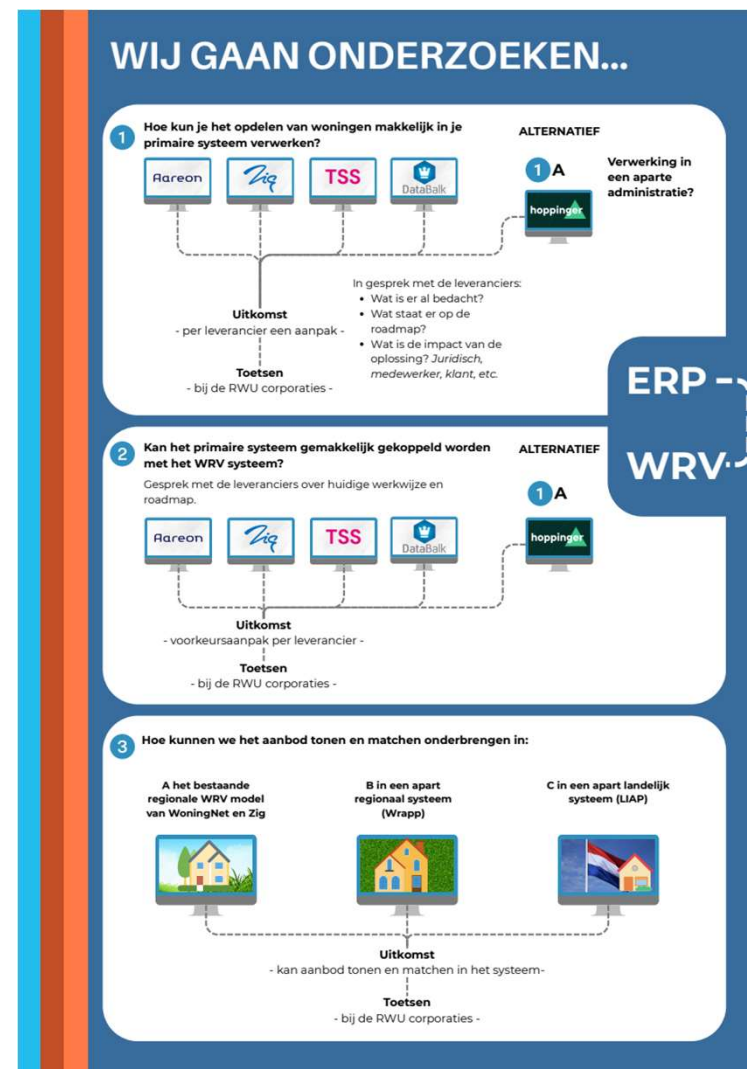 WIJ GAAN ONDERZOEKEN...
1
Hoe kun je het opdelen van woningen makkelijk in je
primaire systeem verwerken?
Aareon
Zig
TSS
DataBalk
ALTERNATIEF
1 A
Verwerking in
een aparte
administratie?
hoppinger
Uitkomst
- per leverancier een aanpak -
Toetsen
- bij de RWU corporaties -
In gesprek met de leveranciers:
• Wat is er al bedacht?
• Wat staat er op de
roadmap?
• Wat is de impact van de
oplossing? Juridisch,
medewerker, klant, etc.
ERP
WRV
2
Kan het primaire systeem gemakkelijk gekoppeld worden
met het WRV systeem?
Gesprek met de leveranciers over huidige werkwijze en
roadmap.
Aareon
Zig
TSS
DataBalk
ALTERNATIEF
1 A
hoppinger
Uitkomst
- voorkeursaanpak per leverancier -
Toetsen
- bij de RWU corporaties -
3
Hoe kunnen we het aanbod tonen en matchen onderbrengen in:
A het bestaande
regionale WRV model
van WoningNet en Zig
B in een apart
regionaal systeem
(Wrapp)
C in een apart landelijk
systeem (LIAP)
Uitkomst
- kan aanbod tonen en matchen in het systeem-
Toetsen
- bij de RWU corporaties -